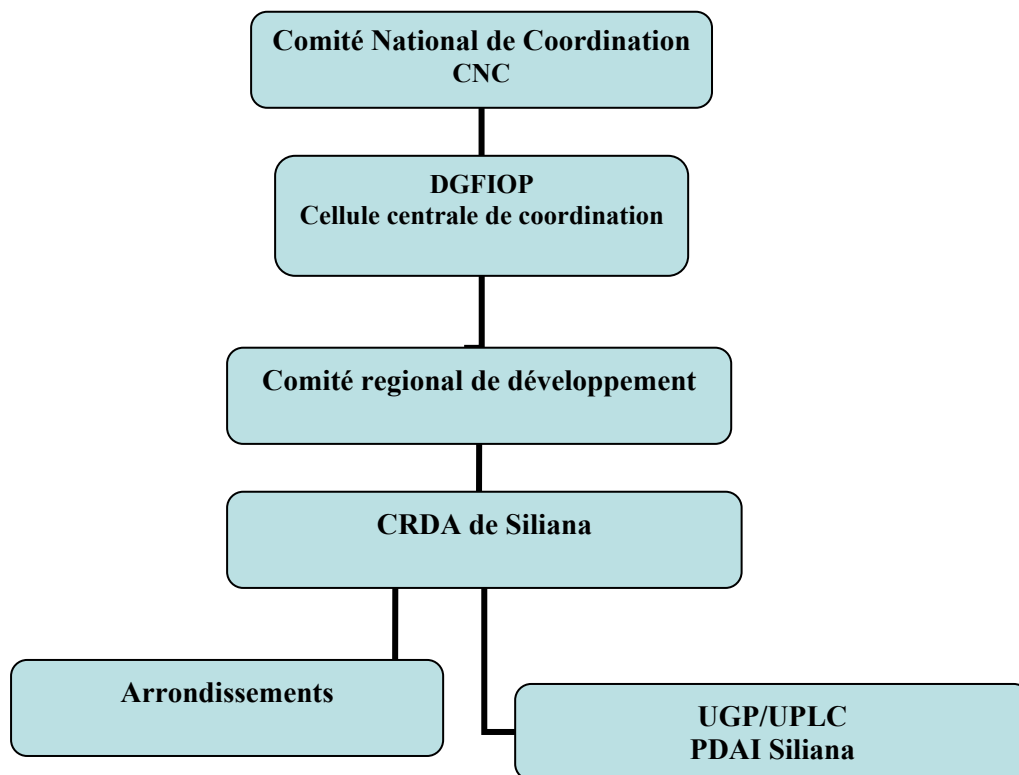 Comité National de Coordination
CNC
DGFIOP
Cellule centrale de coordination
Comité regional de développement
CRDA de Siliana
Arrondissements
UGP/UPLC
PDAI Siliana